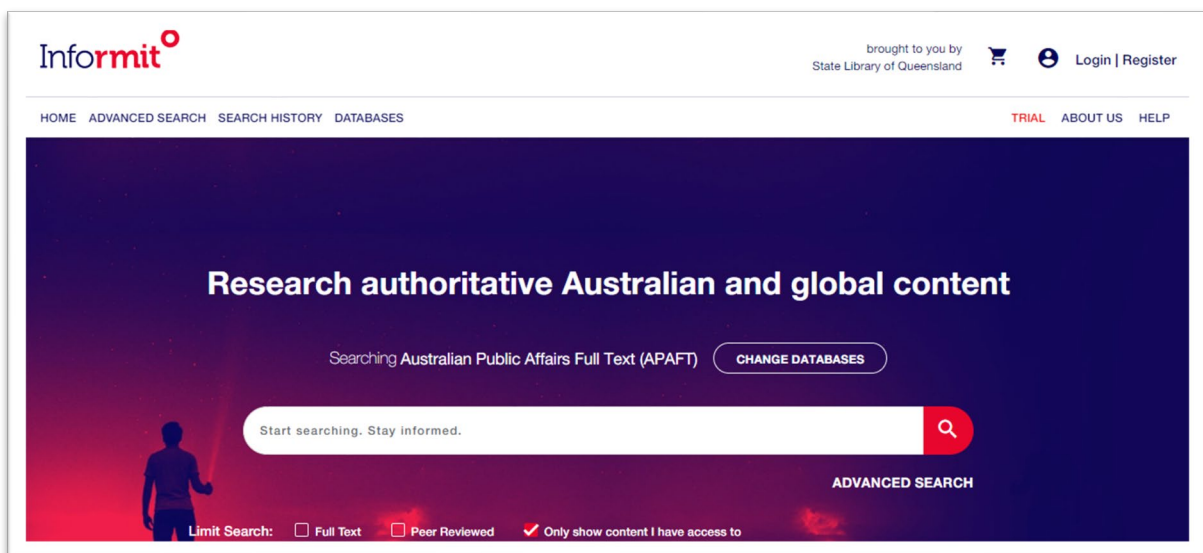 Informit
brought to you by
State Library of Queensland
Login | Register
HOME ADVANCED SEARCH SEARCH HISTORY DATABASES
TRIAL ABOUT US HELP
Research authoritative Australian and global content
Searching Australian Public Affairs Full Text (APAFT) CHANGE DATABASES
Start searching. Stay informed.
ADVANCED SEARCH
Limit Search: Full Text Peer Reviewed Only show content I have access to